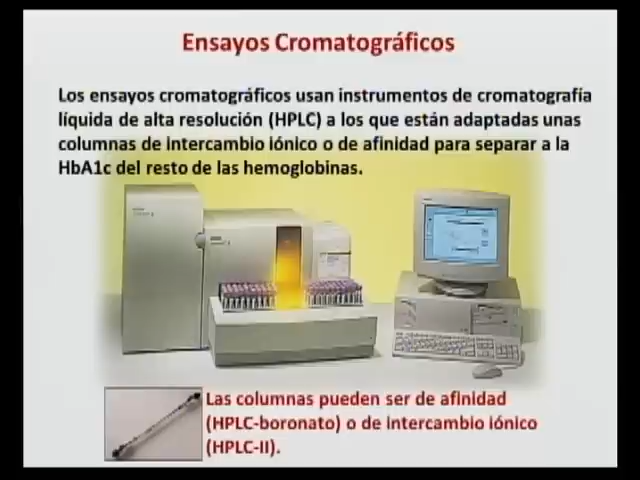 Ensayos Cromatográficos
Los ensayos cromatográficos usan instrumentos de cromatografía
líquida de alta resolución (HPLC) a los que están adaptadas unas
columnas de intercambio iónico o de afinidad para separar a la
HbA1c del resto de las hemoglobinas.
Las columnas pueden ser de afinidad
(HPLC-boronato) o de intercambio iónico
(HPLC-II).